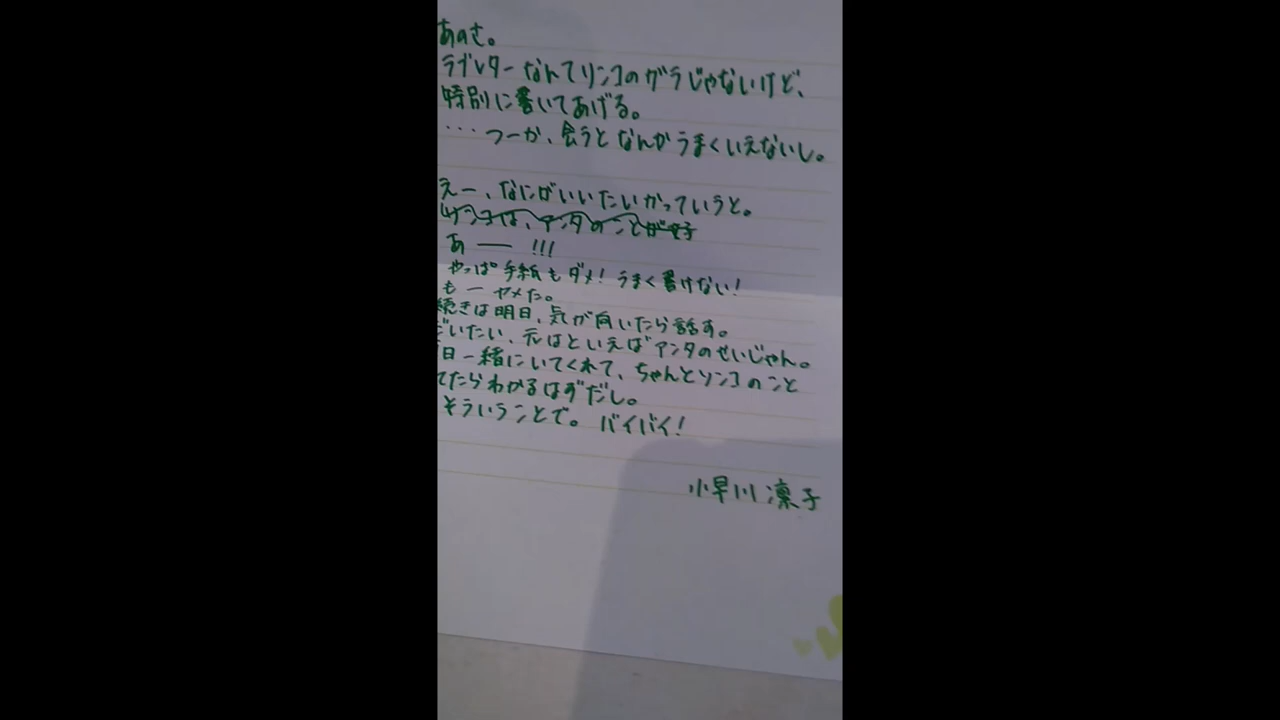 あのさ。
ラブレターなんてリンコのガラじゃないけど、
特別に書いてあげる。
…つーか、会うとなんかうまくいえないし。
えー、なにがいいたいかっていうと。
リンコは、アンタのことが好
あ──!!!
やっぱ手紙もダメ!うまく書けない!
もーヤメた。
続きは明日、気が向いたら話す。
だいたい、元はといえばアンタのせいじゃん。
日一緒にいてくれて、ちゃんとリンコのこと
てたらわかるはずだし。
そういうことで。バイバイ!
小早川 凛子